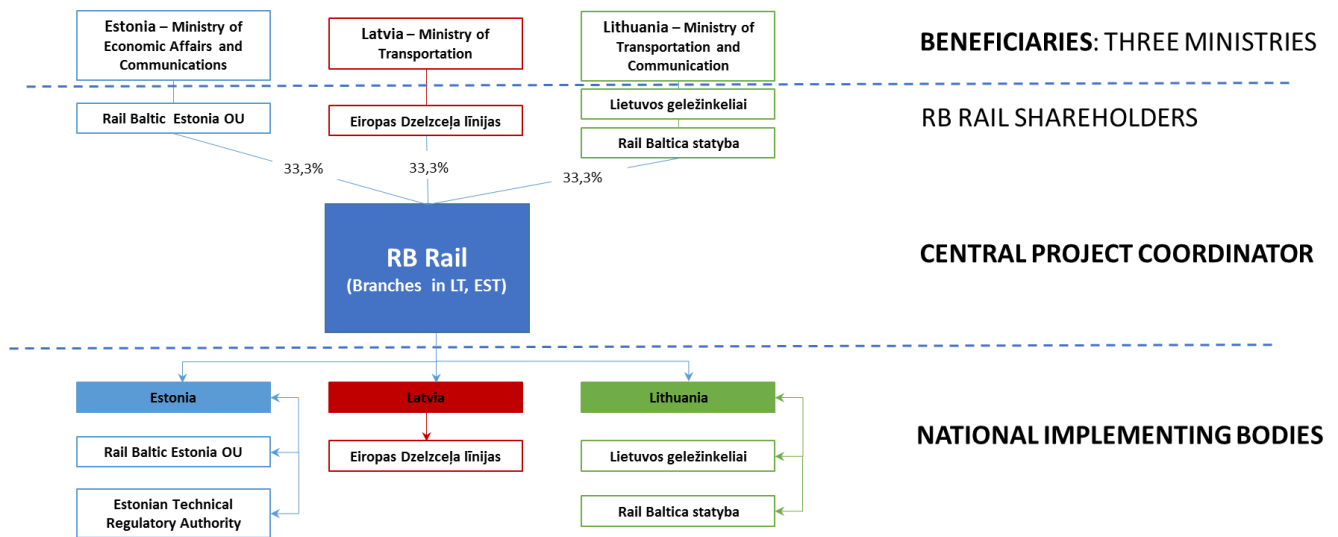 Estonia – Ministry of
Economic Affairs and
Communications
Latvia – Ministry of
Transportation
Lithuania – Ministry of
Transportation and
Communication
BENEFICIARIES: THREE MINISTRIES
Rail Baltic Estonia OU
Eiropas Dzelzceļa līnijas
Lietuvos geležinkeliai
Rail Baltica statyba
RB RAIL SHAREHOLDERS
33,3%
33,3%
33,3%
RB Rail
(Branches in LT, EST)
CENTRAL PROJECT COORDINATOR
Estonia
Latvia
Lithuania
Rail Baltic Estonia OU
Eiropas Dzelzceļa līnijas
Lietuvos geležinkeliai
NATIONAL IMPLEMENTING BODIES
Estonian Technical
Regulatory Authority
Rail Baltica statyba